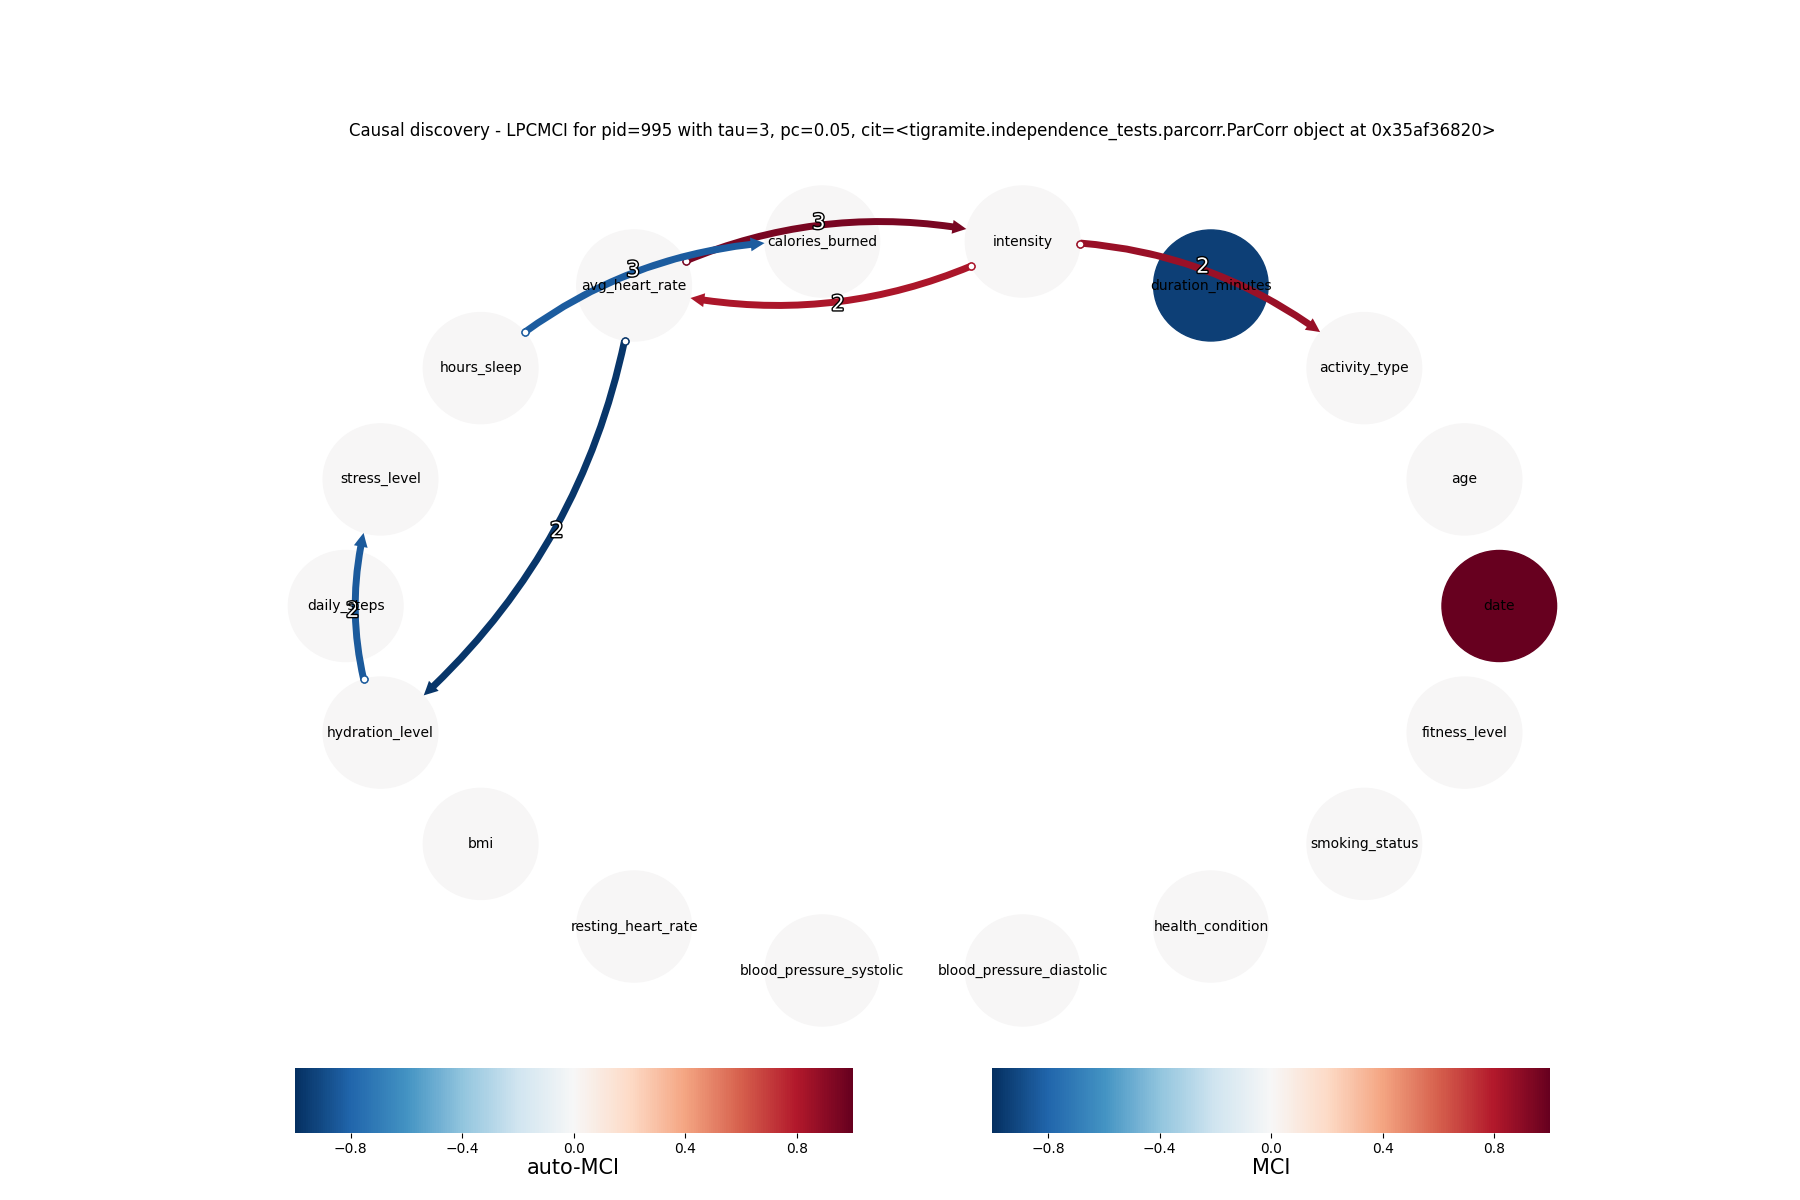 Causal discovery - LPCMCI for pid=995 with tau=3, pc=0.05, cit=<tigramite.independence_tests.parcorr.ParCorr object at 0x35af36820>
3
calories_burned
intensity
2
3
avg_heart_rate
2
duration_minutes
hours_sleep
activity_type
stress_level
age
2
daily_steps
2
date
hydration_level
fitness_level
bmi
smoking_status
resting_heart_rate
health_condition
blood_pressure_systolic
blood_pressure_diastolic
−0.8 −0.4 0.0 0.4 0.8
auto-MCI
−0.8 −0.4 0.0 0.4 0.8
MCI